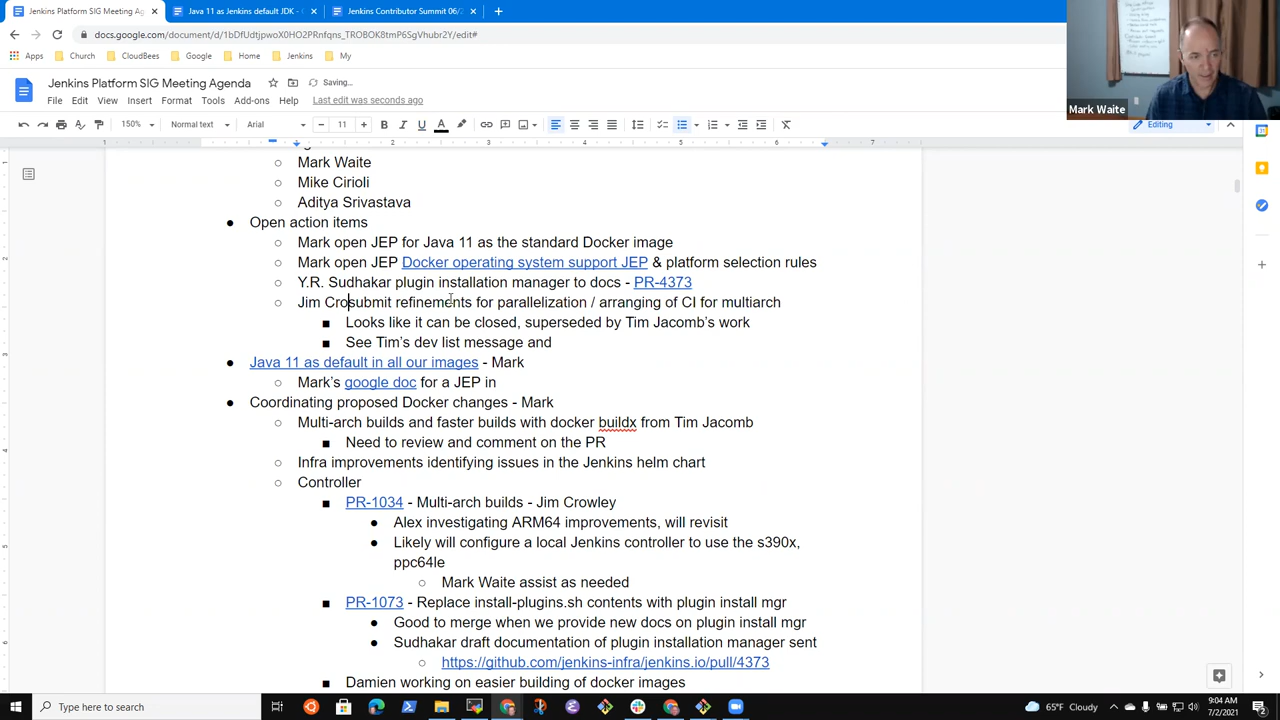 Jenkins Platform SIG Meeting Ag
Java 11 as Jenkins default JDK -
Jenkins Contributor Summit 06/
docs.google.com/document/d/
Apps
Church
CloudBees
Google
Home
Jenkins
My
Jenkins Platform SIG Meeting Agenda
Saving...
File Edit View Insert Format Tools Add-ons Help Last edit was seconds ago
150% Normal text Arial 11
Editing
Mark Waite
Mark Waite
Mike Cirioli
Aditya Srivastava
Open action items
Mark open JEP for Java 11 as the standard Docker image
Mark open JEP Docker operating system support JEP & platform selection rules
Y.R. Sudhakar plugin installation manager to docs - PR-4373
Jim Crosubmit refinements for parallelization / arranging of CI for multiarch
Looks like it can be closed, superseded by Tim Jacomb's work
See Tim's dev list message and
Java 11 as default in all our images - Mark
Mark's google doc for a JEP in
Coordinating proposed Docker changes - Mark
Multi-arch builds and faster builds with docker buildx from Tim Jacomb
Need to review and comment on the PR
Infra improvements identifying issues in the Jenkins helm chart
Controller
PR-1034 - Multi-arch builds - Jim Crowley
Alex investigating ARM64 improvements, will revisit
Likely will configure a local Jenkins controller to use the s390x,
ppc64le
Mark Waite assist as needed
PR-1073 - Replace install-plugins.sh contents with plugin install mgr
Good to merge when we provide new docs on plugin install mgr
Sudhakar draft documentation of plugin installation manager sent
https://github.com/jenkins-infra/jenkins.io/pull/4373
Damien working on easier building of docker images
Type here to search
65°F Cloudy
9:04 AM
7/2/2021